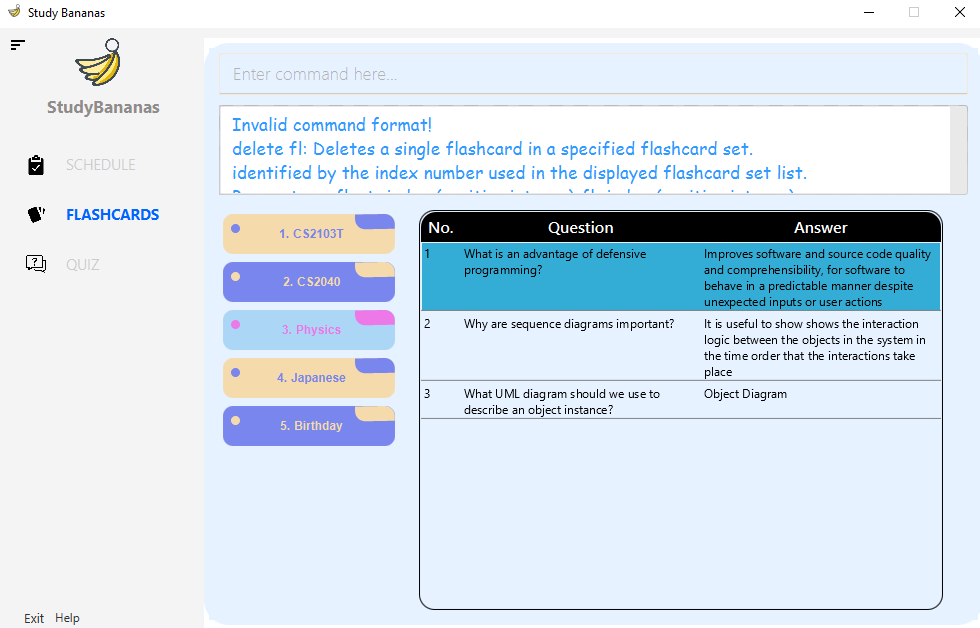 Study Bananas
StudyBananas
SCHEDULE
FLASHCARDS
QUIZ
Exit Help
Enter command here...
Invalid command format!
delete fl: Deletes a single flashcard in a specified flashcard set.
identified by the index number used in the displayed flashcard set list.
1. CS2103T
2. CS2040
3. Physics
4. Japanese
5. Birthday
No. Question Answer
1 What is an advantage of defensive programming? Improves software and source code quality
and comprehensibility, for software to
behave in a predictable manner despite
unexpected inputs or user actions
2 Why are sequence diagrams important? It is useful to show shows the interaction
logic between the objects in the system in
the time order that the interactions take
place
3 What UML diagram should we use to
describe an object instance? Object Diagram